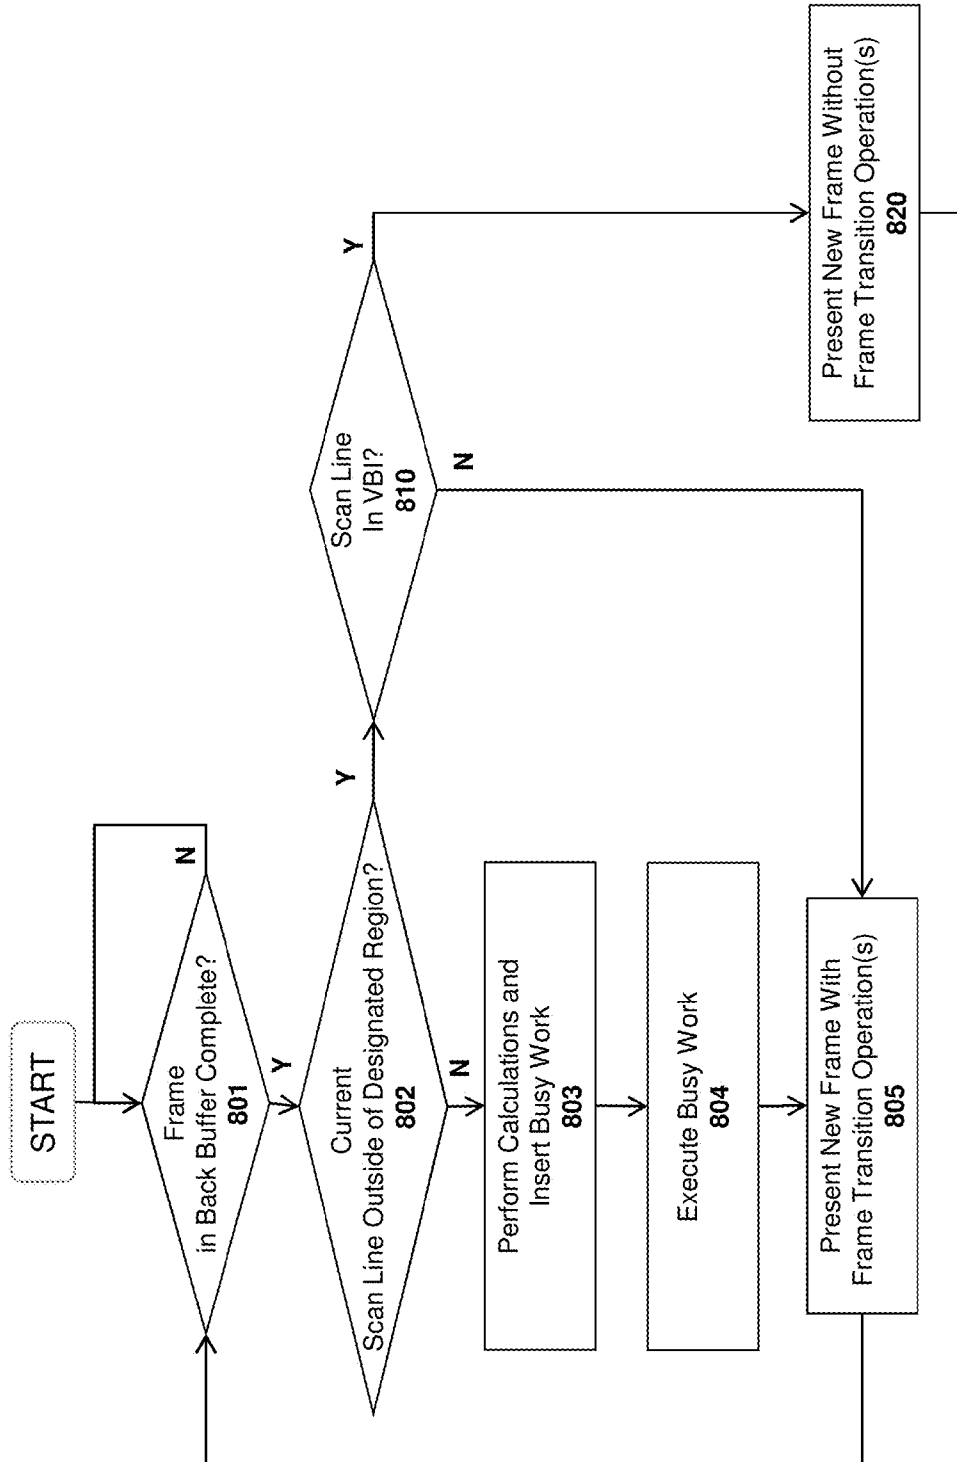 START
Frame
in Back Buffer Complete?
801
N
Y
Current
Scan Line Outside of Designated Region?
802
Y
N
Scan Line
In VBI?
810
Y
N
Perform Calculations and
Insert Busy Work
803
Execute Busy Work
804
Present New Frame With
Frame Transition Operation(s)
805
Present New Frame Without
Frame Transition Operation(s)
820